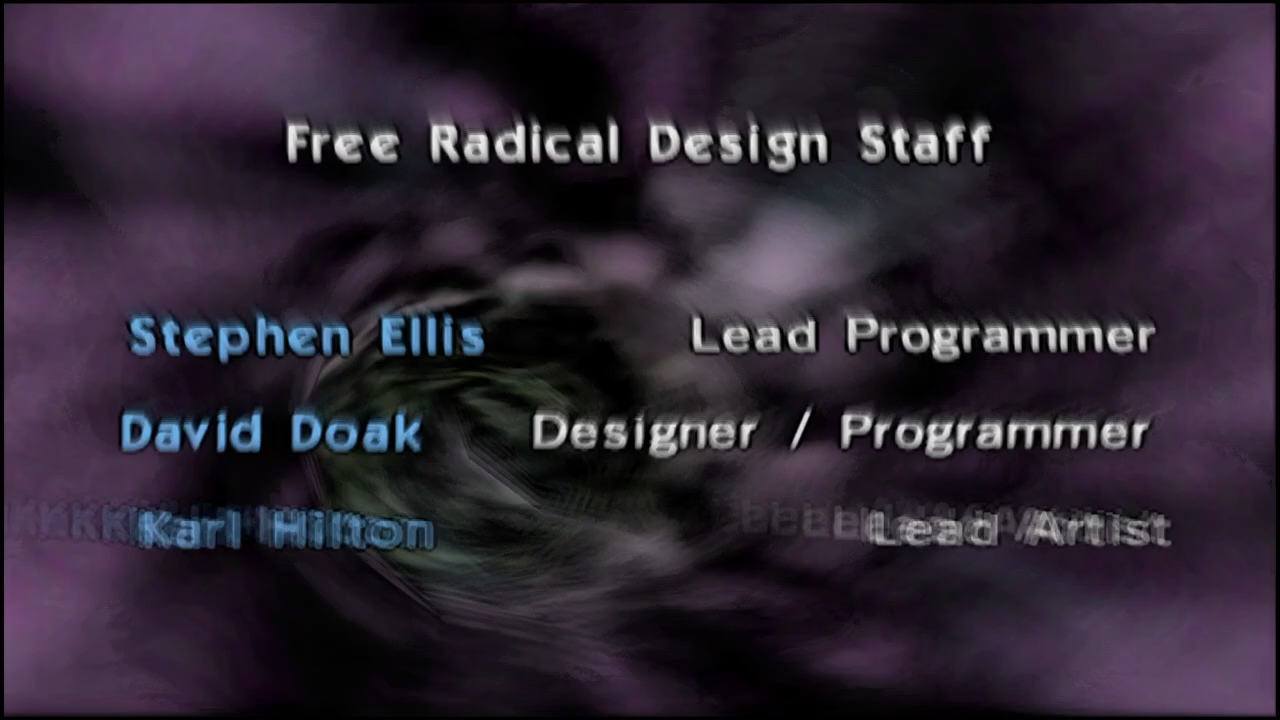 Free Radical Design Staff
Stephen Ellis Lead Programmer
David Doak Designer / Programmer
Karl Hilton Lead Artist